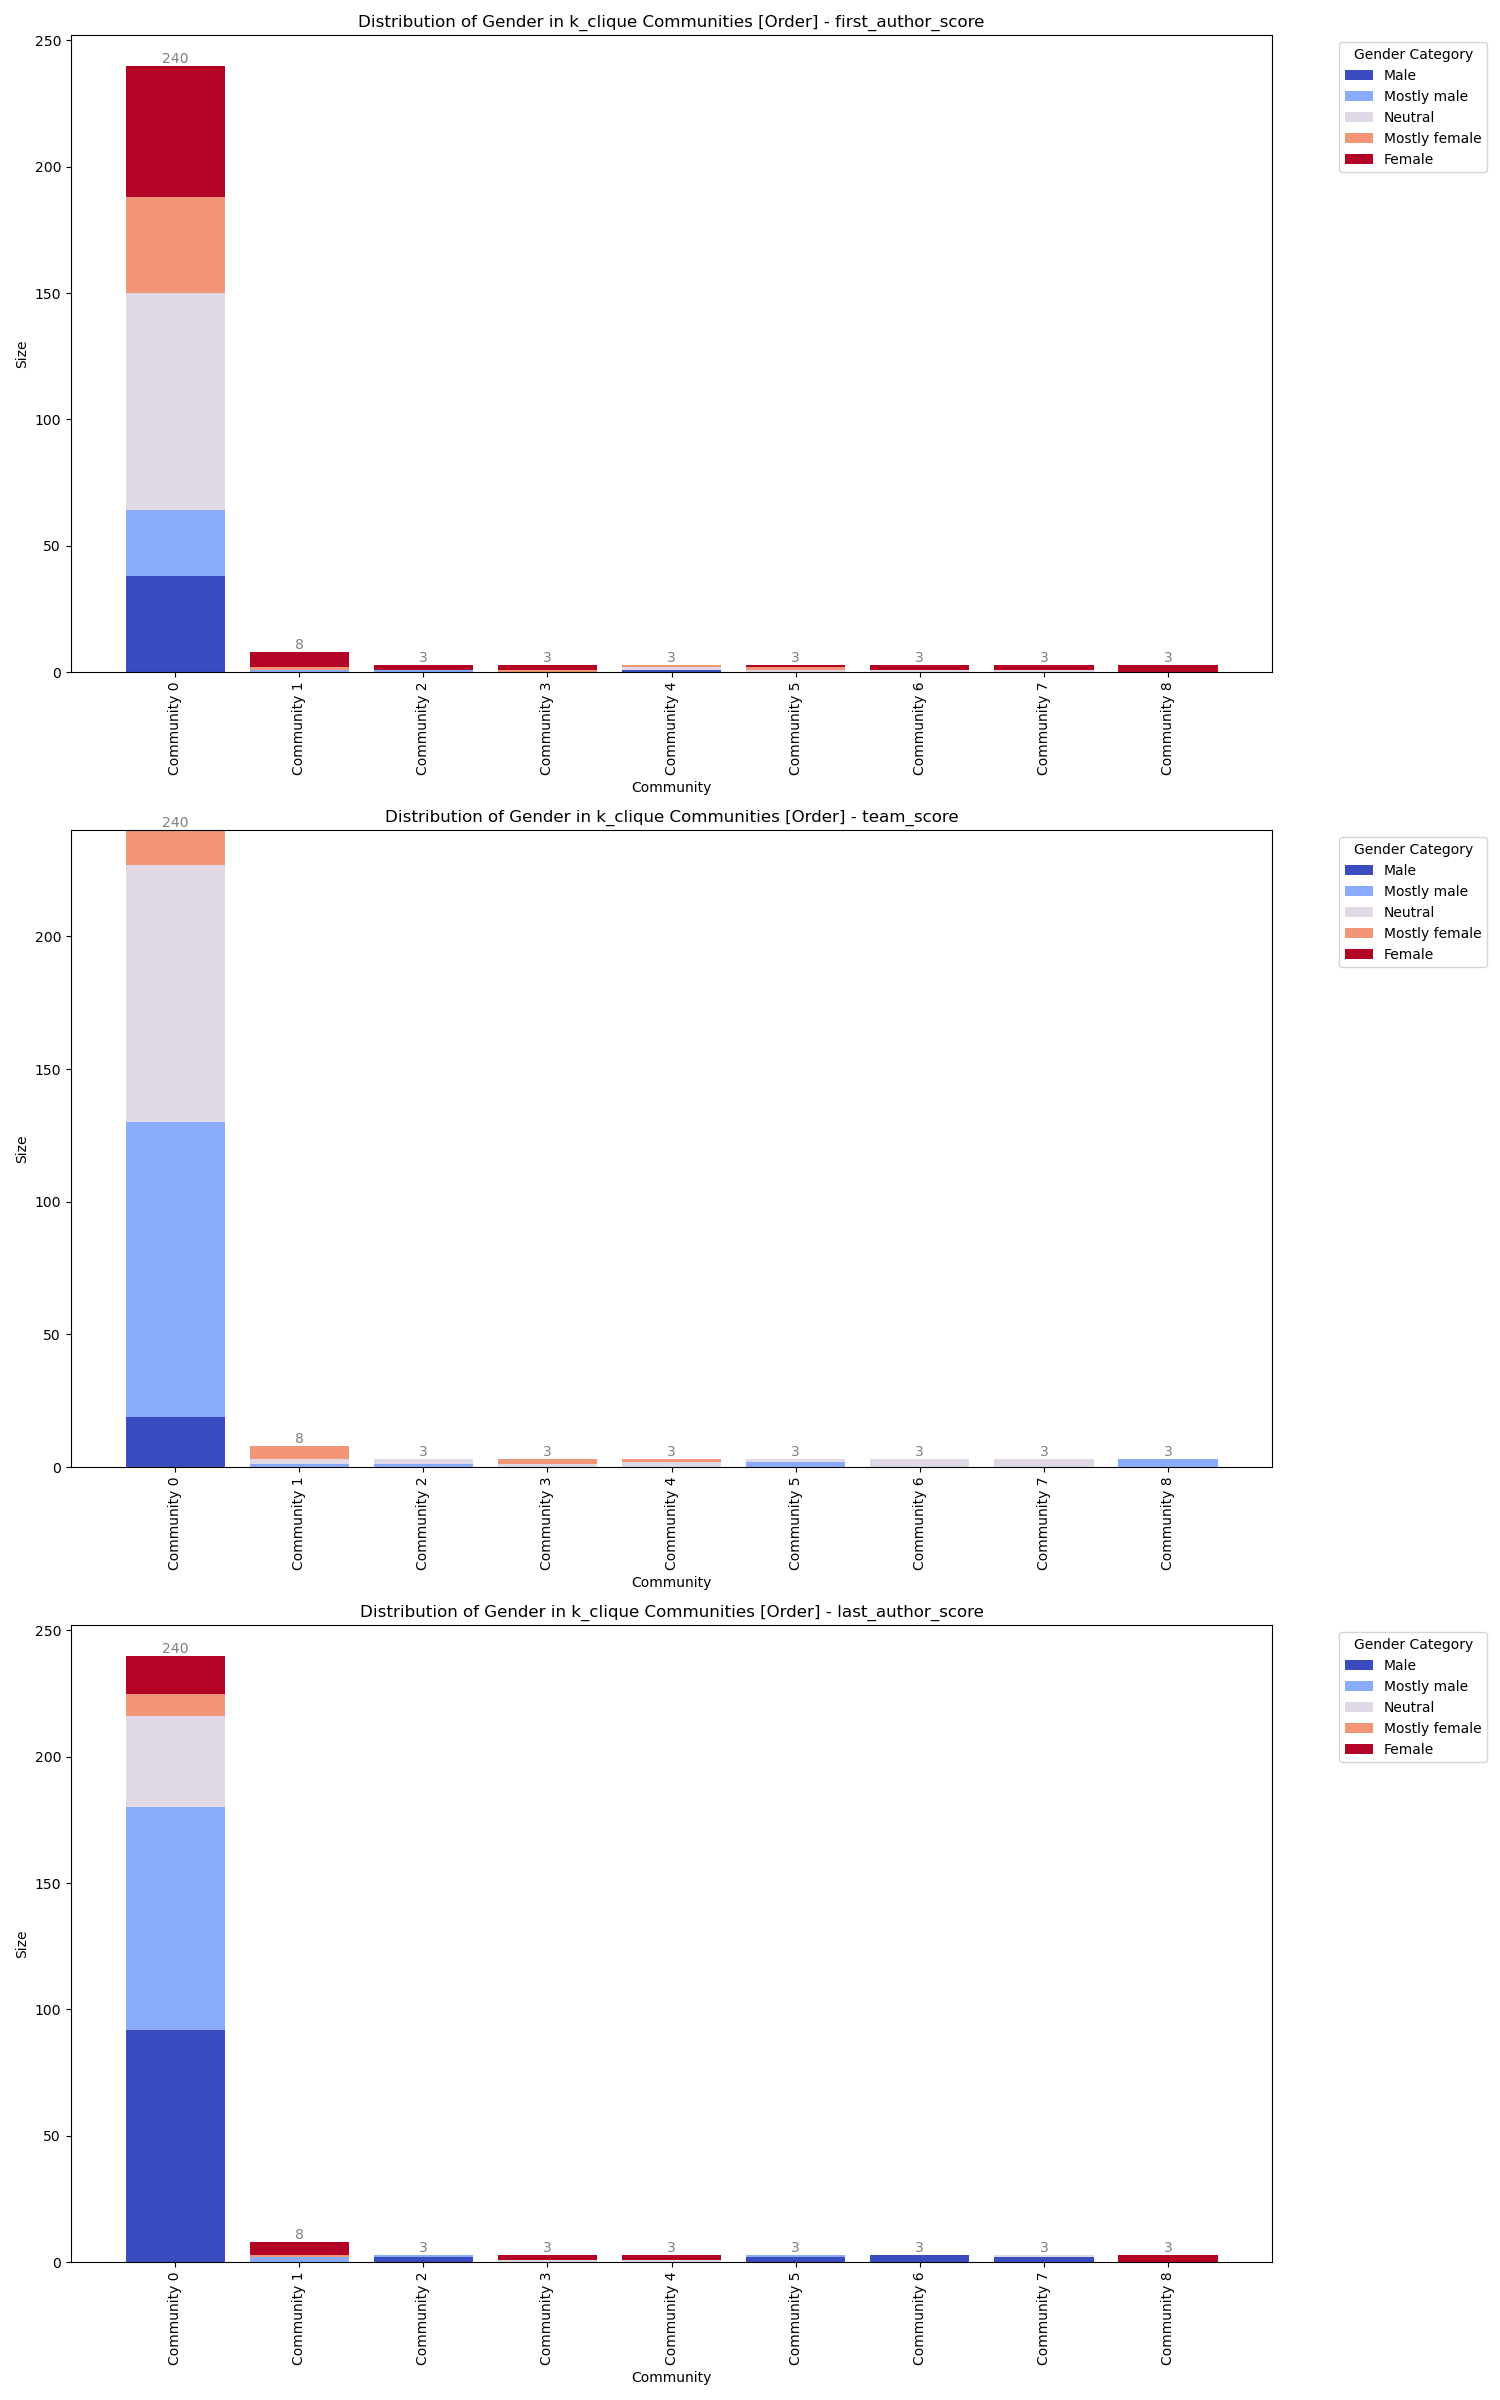 Distribution of Gender in k_clique Communities [Order] - first_author_score
Gender Category
Male
Mostly male
Neutral
Mostly female
Female
250
200
150
100
50
0
Size
240
8
3
3
3
3
3
3
3
Community 0
Community 1
Community 2
Community 3
Community 4
Community 5
Community 6
Community 7
Community 8
Community
Distribution of Gender in k_clique Communities [Order] - team_score
Gender Category
Male
Mostly male
Neutral
Mostly female
Female
200
150
100
50
0
Size
240
8
3
3
3
3
3
3
3
Community 0
Community 1
Community 2
Community 3
Community 4
Community 5
Community 6
Community 7
Community 8
Community
Distribution of Gender in k_clique Communities [Order] - last_author_score
Gender Category
Male
Mostly male
Neutral
Mostly female
Female
250
200
150
100
50
0
Size
240
8
3
3
3
3
3
3
3
Community 0
Community 1
Community 2
Community 3
Community 4
Community 5
Community 6
Community 7
Community 8
Community